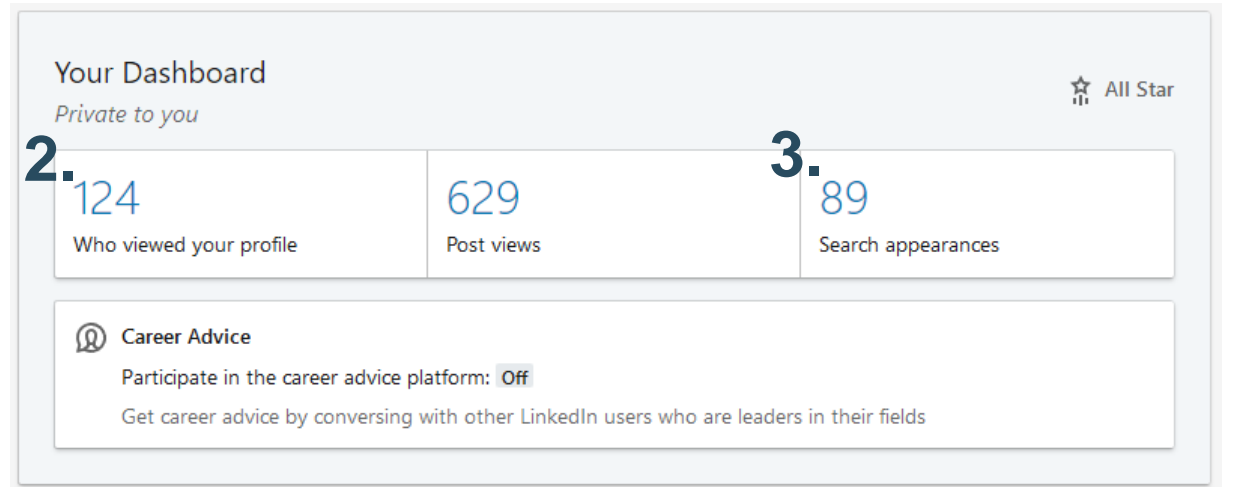 Your Dashboard
All Star
Private to you
2.
3.
124
629
89
Who viewed your profile
Post views
Search appearances
Career Advice
Participate in the career advice platform: Off
Get career advice by conversing with other LinkedIn users who are leaders in their fields